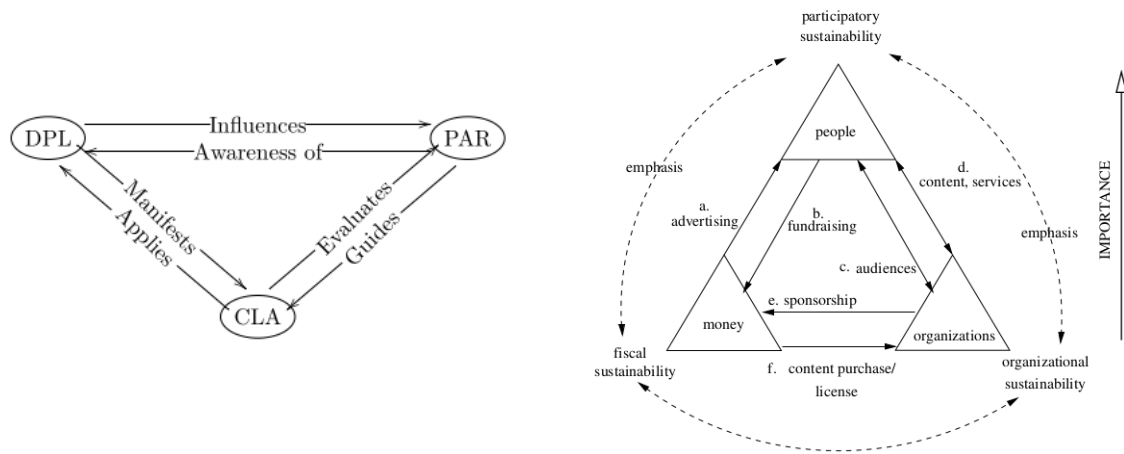 DPL
Influences
PAR
Awareness of
Manifests
Applies
Evaluates
Guides
CLA
participatory
sustainability
people
emphasis
d.
content, services
a.
advertising
b.
fundraising
IMPORTANCE
emphasis
c. audiences
e. sponsorship
money
organizations
fiscal
sustainability
f. content purchase/
license
organizational
sustainability